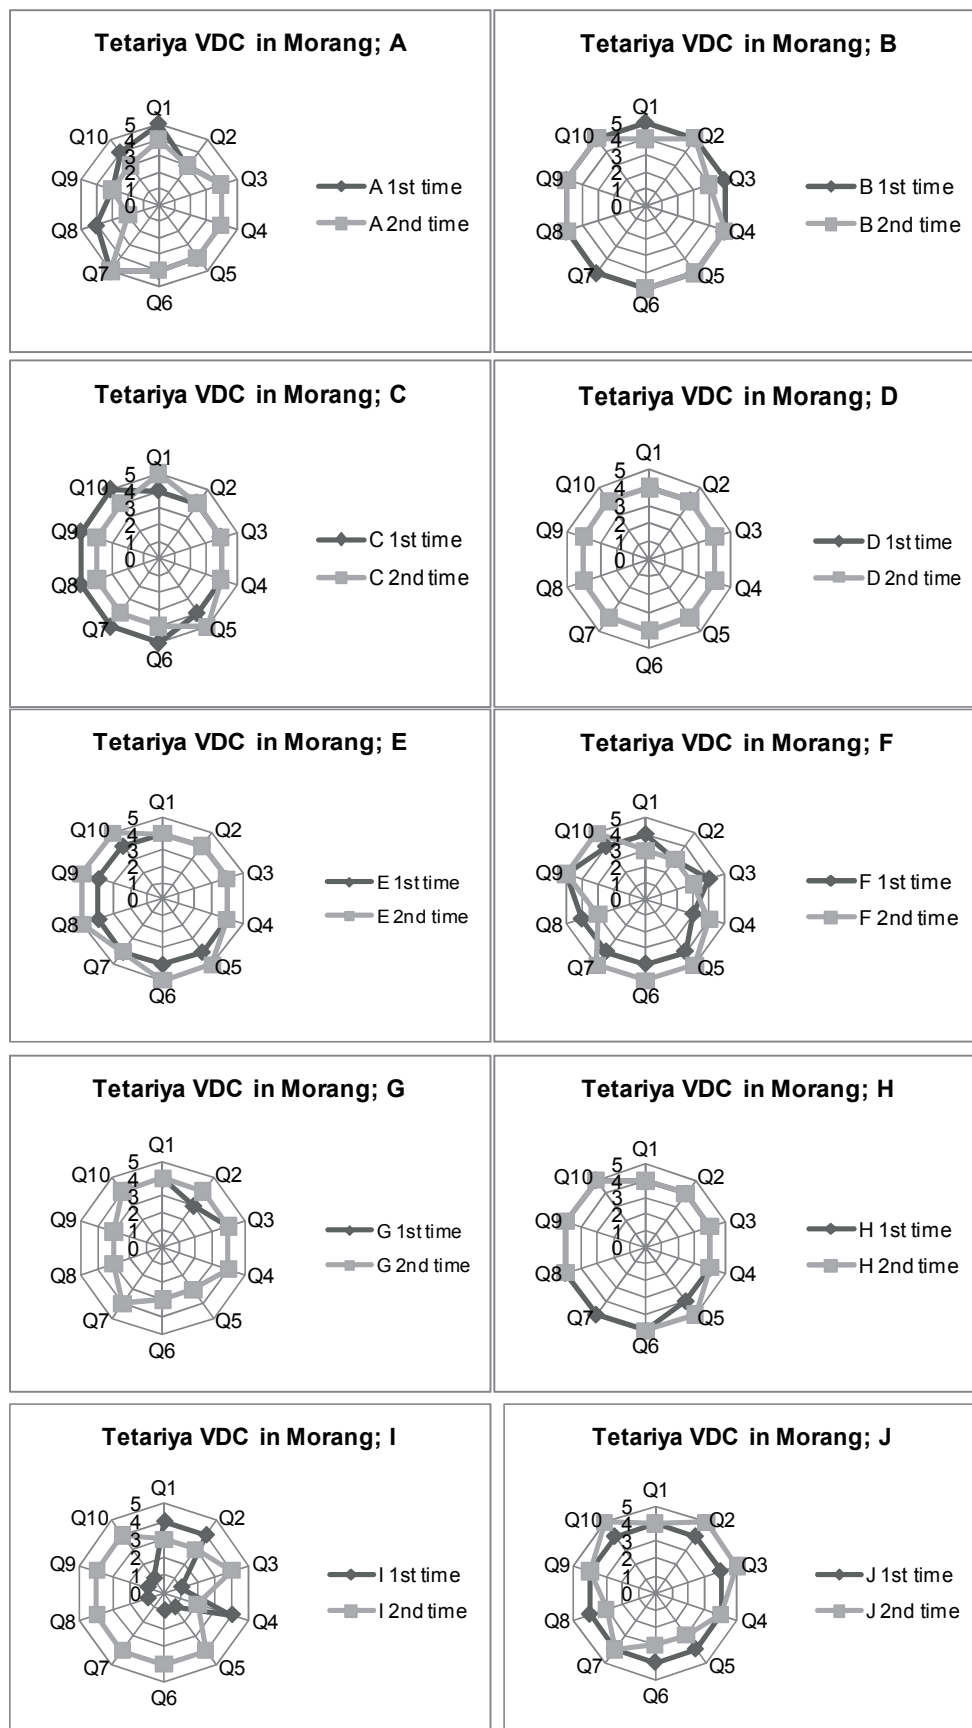 Tetariya VDC in Morang; A
Q1
Q2
Q3
Q4
Q5
Q6
Q7
Q8
Q9
Q10
5
4
3
2
1
0
A 1st time
A 2nd time
Tetariya VDC in Morang; B
Q1
Q2
Q3
Q4
Q5
Q6
Q7
Q8
Q9
Q10
5
4
3
2
1
0
B 1st time
B 2nd time
Tetariya VDC in Morang; C
Q1
Q2
Q3
Q4
Q5
Q6
Q7
Q8
Q9
Q10
5
4
3
2
1
0
C 1st time
C 2nd time
Tetariya VDC in Morang; D
Q1
Q2
Q3
Q4
Q5
Q6
Q7
Q8
Q9
Q10
5
4
3
2
1
0
D 1st time
D 2nd time
Tetariya VDC in Morang; E
Q1
Q2
Q3
Q4
Q5
Q6
Q7
Q8
Q9
Q10
5
4
3
2
1
0
E 1st time
E 2nd time
Tetariya VDC in Morang; F
Q1
Q2
Q3
Q4
Q5
Q6
Q7
Q8
Q9
Q10
5
4
3
2
1
0
F 1st time
F 2nd time
Tetariya VDC in Morang; G
Q1
Q2
Q3
Q4
Q5
Q6
Q7
Q8
Q9
Q10
5
4
3
2
1
0
G 1st time
G 2nd time
Tetariya VDC in Morang; H
Q1
Q2
Q3
Q4
Q5
Q6
Q7
Q8
Q9
Q10
5
4
3
2
1
0
H 1st time
H 2nd time
Tetariya VDC in Morang; I
Q1
Q2
Q3
Q4
Q5
Q6
Q7
Q8
Q9
Q10
5
4
3
2
1
0
I 1st time
I 2nd time
Tetariya VDC in Morang; J
Q1
Q2
Q3
Q4
Q5
Q6
Q7
Q8
Q9
Q10
5
4
3
2
1
0
J 1st time
J 2nd time